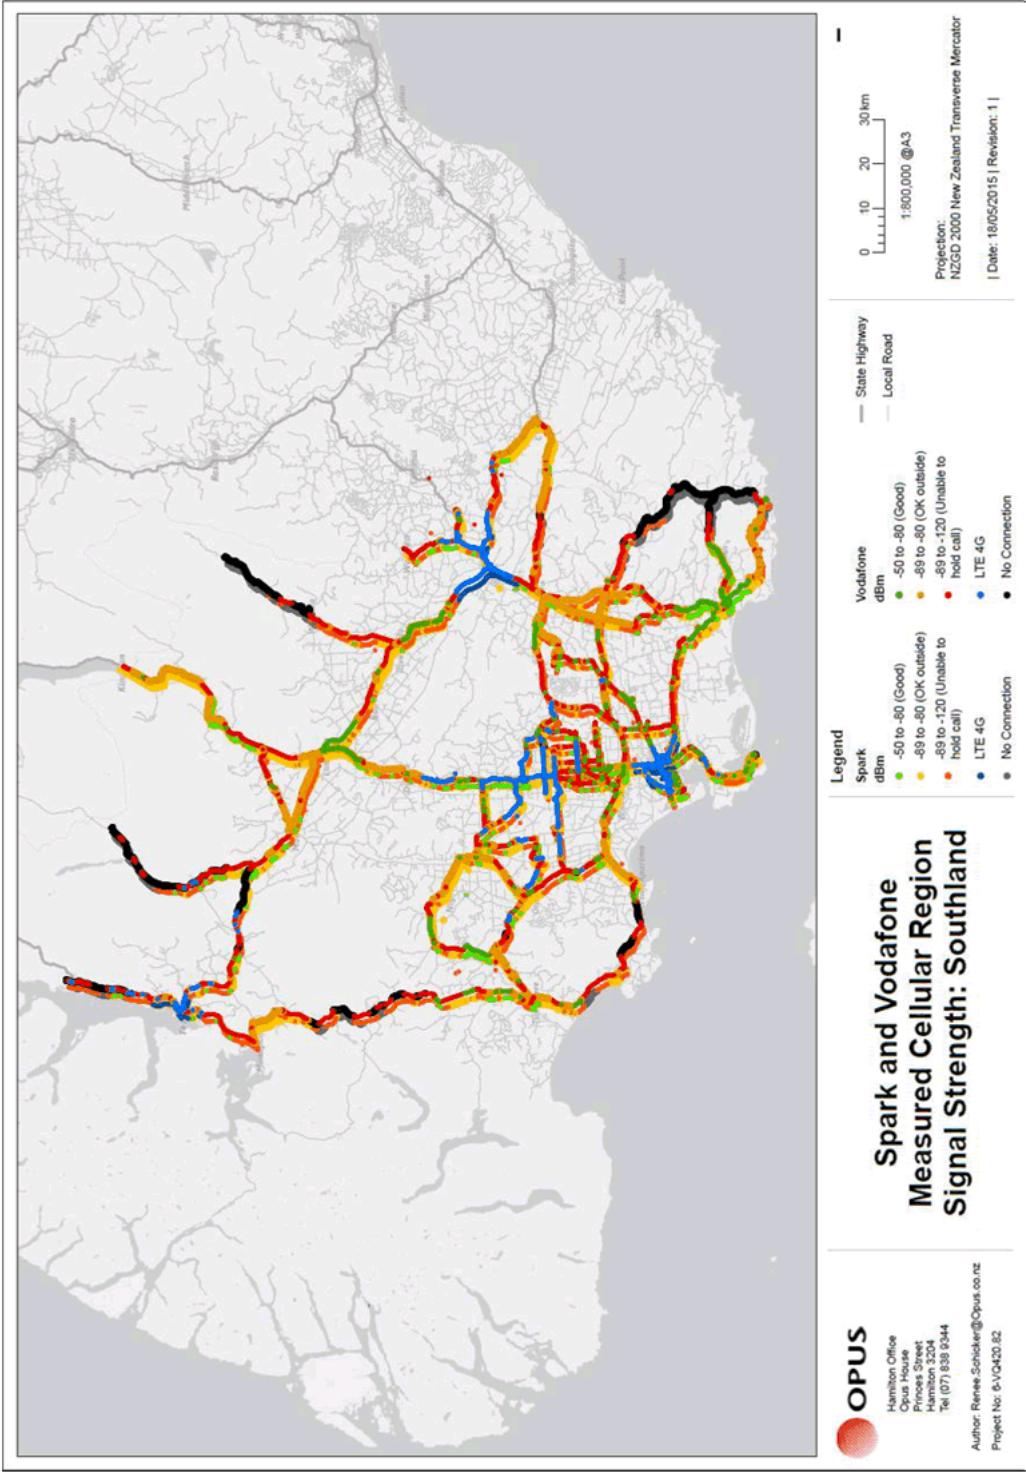 OPUS
Hamilton Office
Opus House
Princes Street
Hamilton 3204
Tel (07) 838 9344
Author: Renee.Schicker@Opus.co.nz
Project No: 6-VQ420.82
Spark and Vodafone
Measured Cellular Region
Signal Strength: Southland
Legend
Spark
dBm
-50 to -80 (Good)
-89 to -80 (OK outside)
-89 to -120 (Unable to
hold call)
LTE 4G
No Connection
Vodafone
dBm
-50 to -80 (Good)
-89 to -80 (OK outside)
-89 to -120 (Unable to
hold call)
LTE 4G
No Connection
State Highway
Local Road
0 10 20 30 km
1:800,000 @A3
Projection:
NZGD 2000 New Zealand Transverse Mercator
| Date: 18/05/2015 | Revision: 1 |